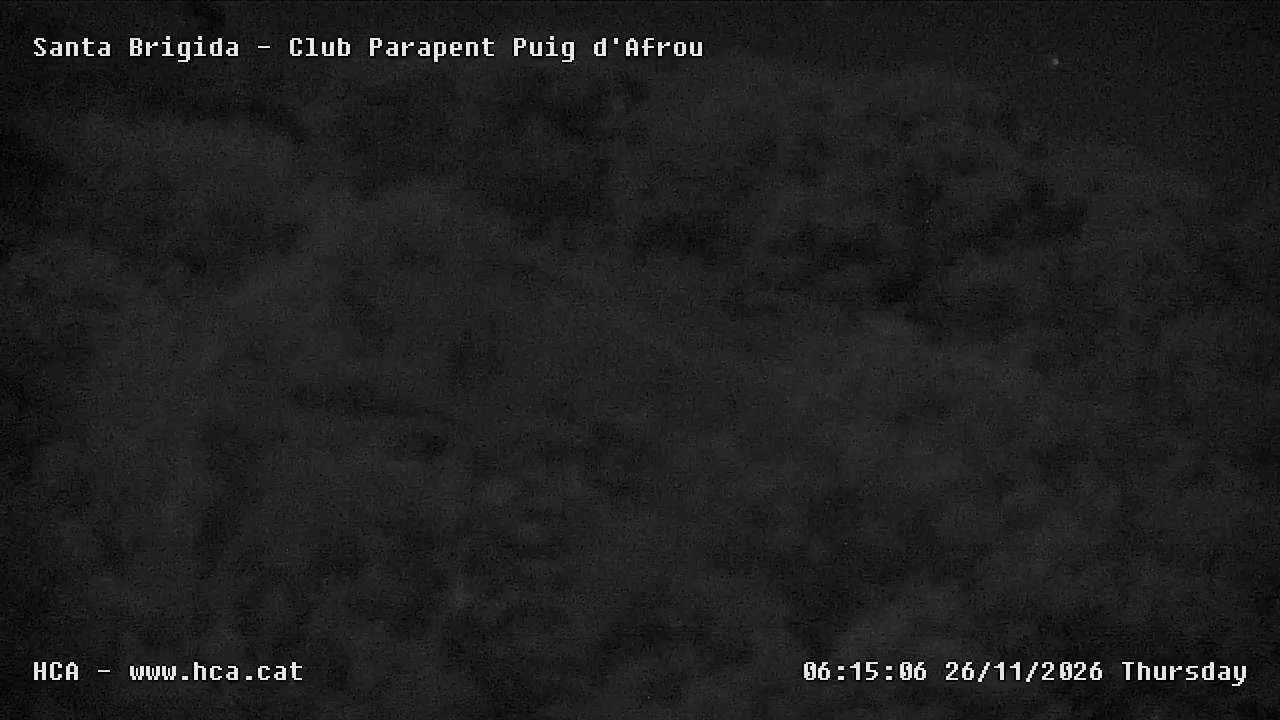 Santa Brigida - Club Parapent Puig d'Afrou
HCA - www.hca.cat
06:15:06 26/11/2026 Thursday